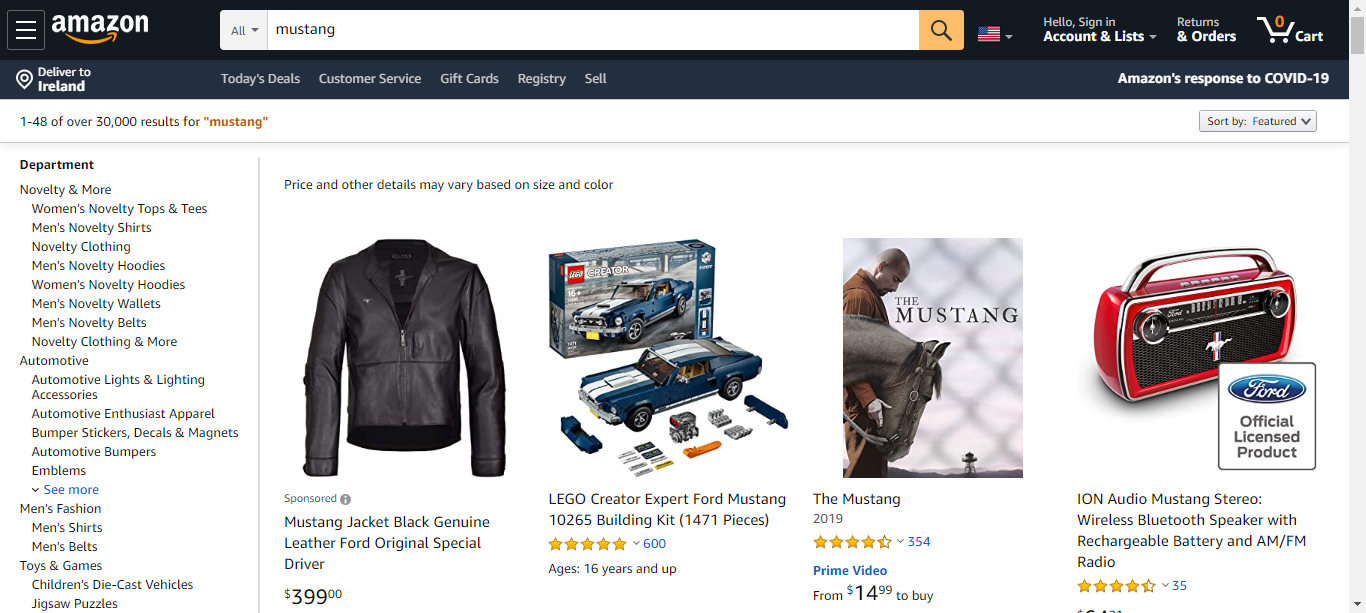 amazon
All
mustang
Hello, Sign in
Account & Lists
Returns
& Orders
0
Cart
Deliver to
Ireland
Today's Deals
Customer Service
Gift Cards
Registry
Sell
Amazon's response to COVID-19
1-48 of over 30,000 results for "mustang"
Sort by: Featured
Department
Novelty & More
Women's Novelty Tops & Tees
Men's Novelty Shirts
Novelty Clothing
Men's Novelty Hoodies
Women's Novelty Hoodies
Men's Novelty Wallets
Men's Novelty Belts
Novelty Clothing & More
Automotive
Automotive Lights & Lighting
Accessories
Automotive Enthusiast Apparel
Bumper Stickers, Decals & Magnets
Automotive Bumpers
Emblems
See more
Men's Fashion
Men's Shirts
Men's Belts
Toys & Games
Children's Die-Cast Vehicles
Jigsaw Puzzles
Price and other details may vary based on size and color
Sponsored
Mustang Jacket Black Genuine
Leather Ford Original Special
Driver
$39900
LEGO
CREATOR
16+
LEGO Creator Expert Ford Mustang
10265 Building Kit (1471 Pieces)
600
Ages: 16 years and up
THE
MUSTANG
The Mustang
2019
354
Prime Video
From $1499 to buy
Ford
Ford
Official
Licensed
Product
ION Audio Mustang Stereo:
Wireless Bluetooth Speaker with
Rechargeable Battery and AM/FM
Radio
35